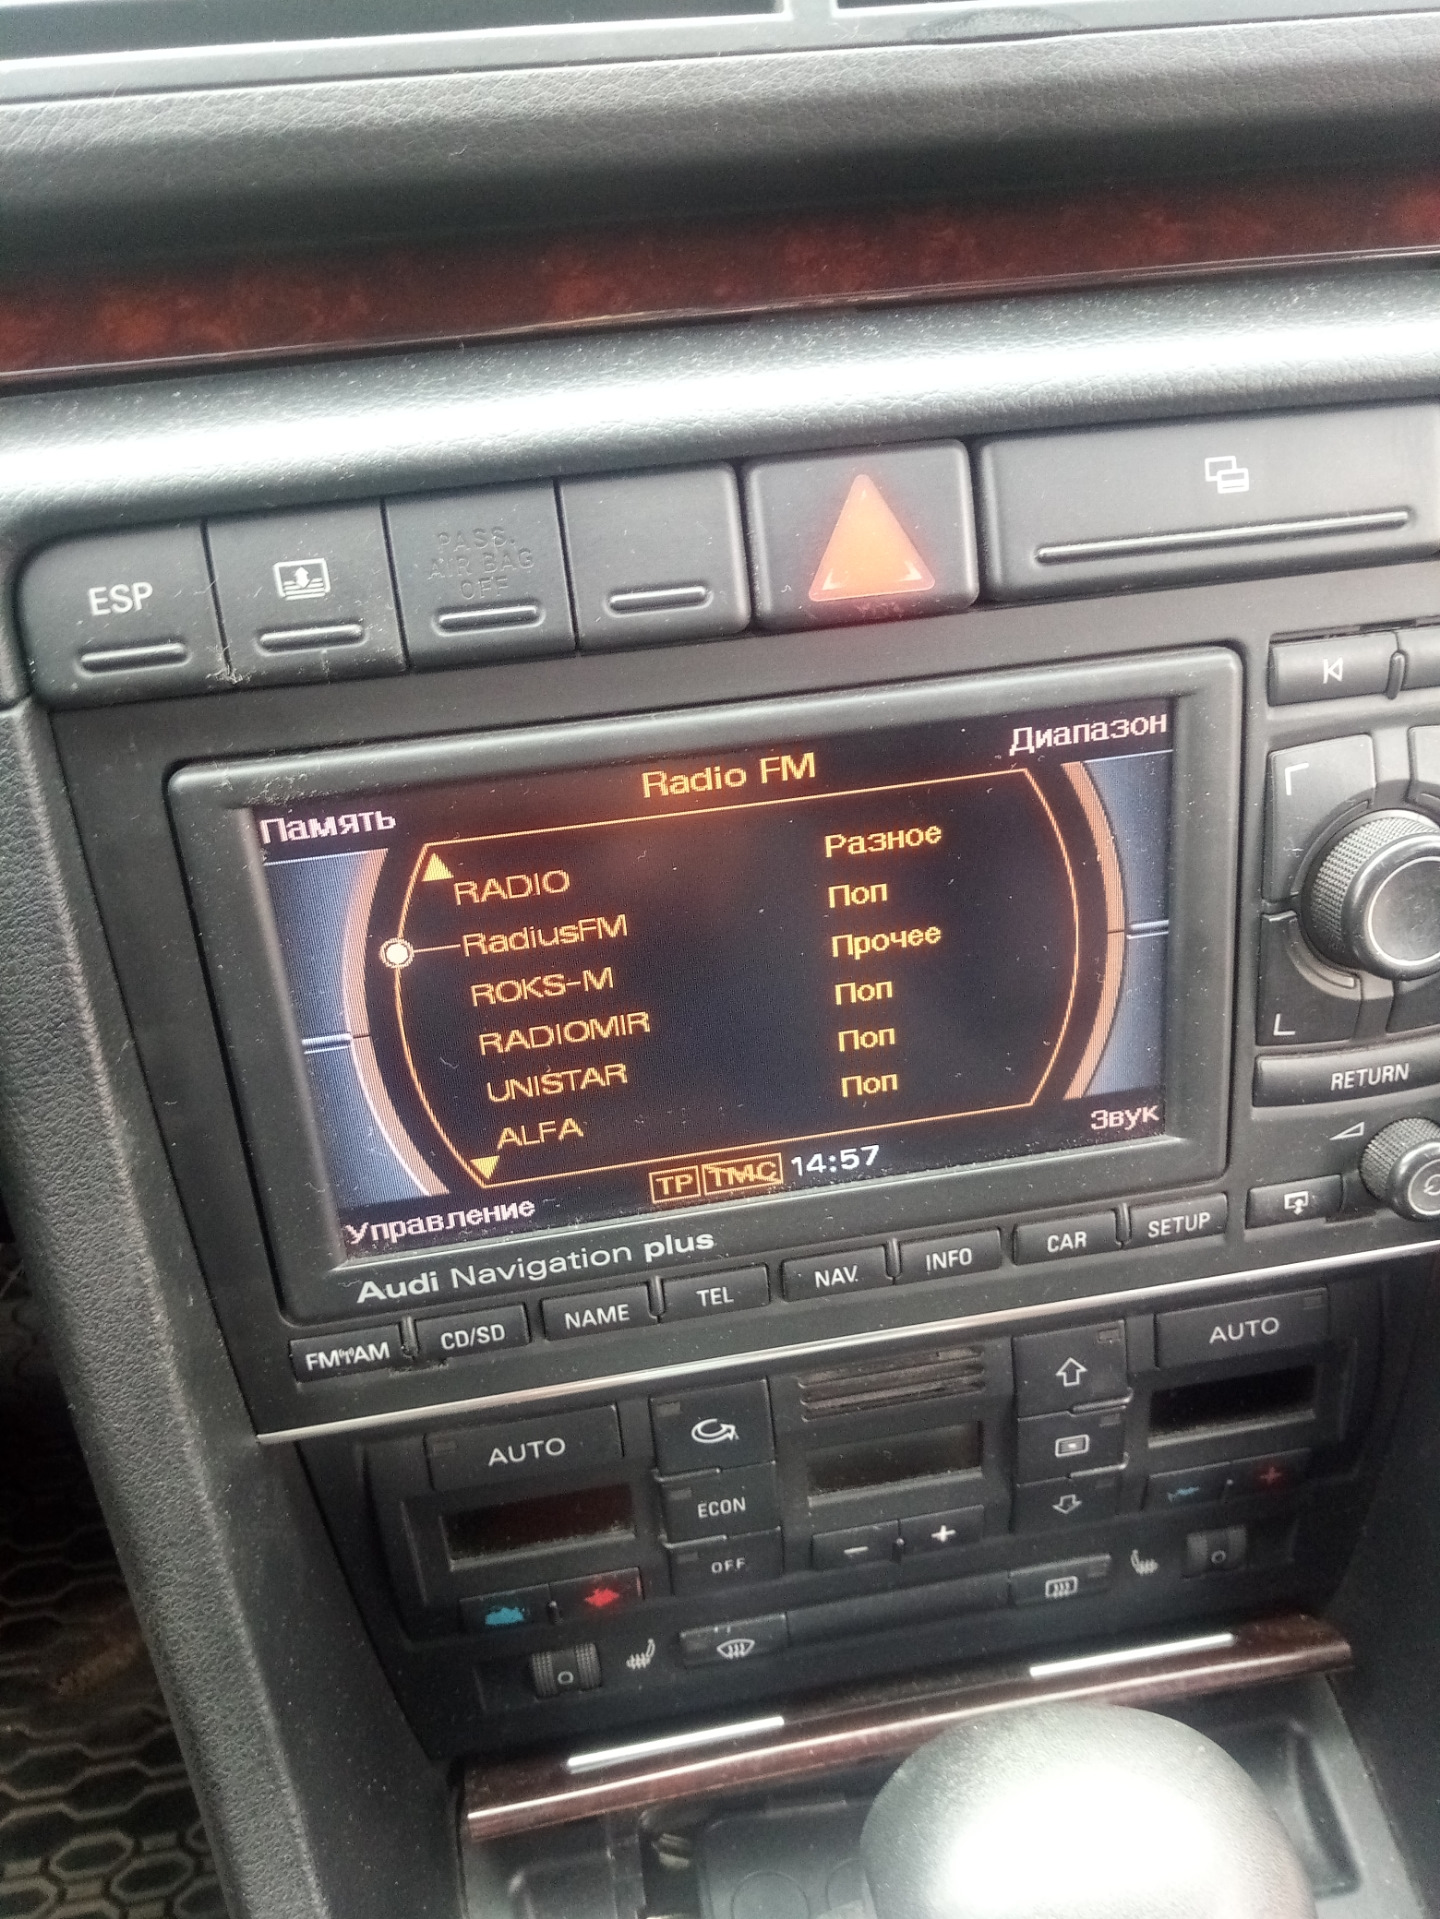 ESP
PASS.
AIR BAG
OFF
Radio FM
Диапазон
Память
RADIO Разное
RadiusFM Поп
ROKS-M Прочее
RADIOMIR Поп
UNISTAR Поп
ALFA Поп
TP TMC 14:57
Звук
Управление
RETURN
Audi Navigation plus
FM AM CD/SD NAME TEL NAV INFO CAR SETUP
AUTO AUTO
ECON
OFF